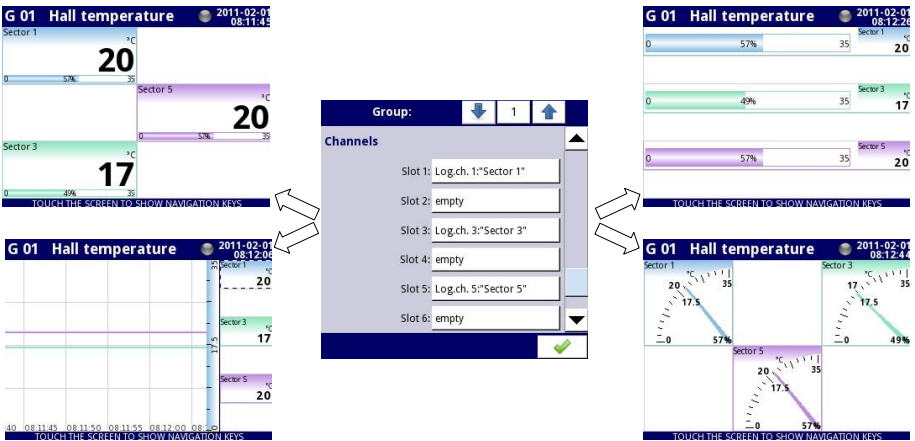 G 01 Hall temperature 2011-02-01
08:11:45
Sector 1
°C
20
0 57% 35
Sector 5
°C
20
0 57% 35
Sector 3
°C
17
0 49% 35
TOUCH THE SCREEN TO SHOW NAVIGATION KEYS
G 01 Hall temperature 2011-02-01
08:12:26
0 57% 35
Sector 1
°C
20
0 49% 35
Sector 3
°C
17
0 57% 35
Sector 5
°C
20
TOUCH THE SCREEN TO SHOW NAVIGATION KEYS
Group: 1
Channels
Slot 1: Log.ch. 1:"Sector 1"
Slot 2: empty
Slot 3: Log.ch. 3:"Sector 3"
Slot 4: empty
Slot 5: Log.ch. 5:"Sector 5"
Slot 6: empty
G 01 Hall temperature 2011-02-01
08:12:06
35
17.5
0
Sector 1
°C
20
Sector 3
°C
17
Sector 5
°C
20
:40 08:11:45 08:11:50 08:11:55 08:12:00 08:
TOUCH THE SCREEN TO SHOW NAVIGATION KEYS
G 01 Hall temperature 2011-02-01
08:12:44
Sector 1
°C
20 35
17.5
0 57%
Sector 3
°C
17 35
17.5
0 49%
Sector 5
°C
20 35
17.5
0 57%
TOUCH THE SCREEN TO SHOW NAVIGATION KEYS